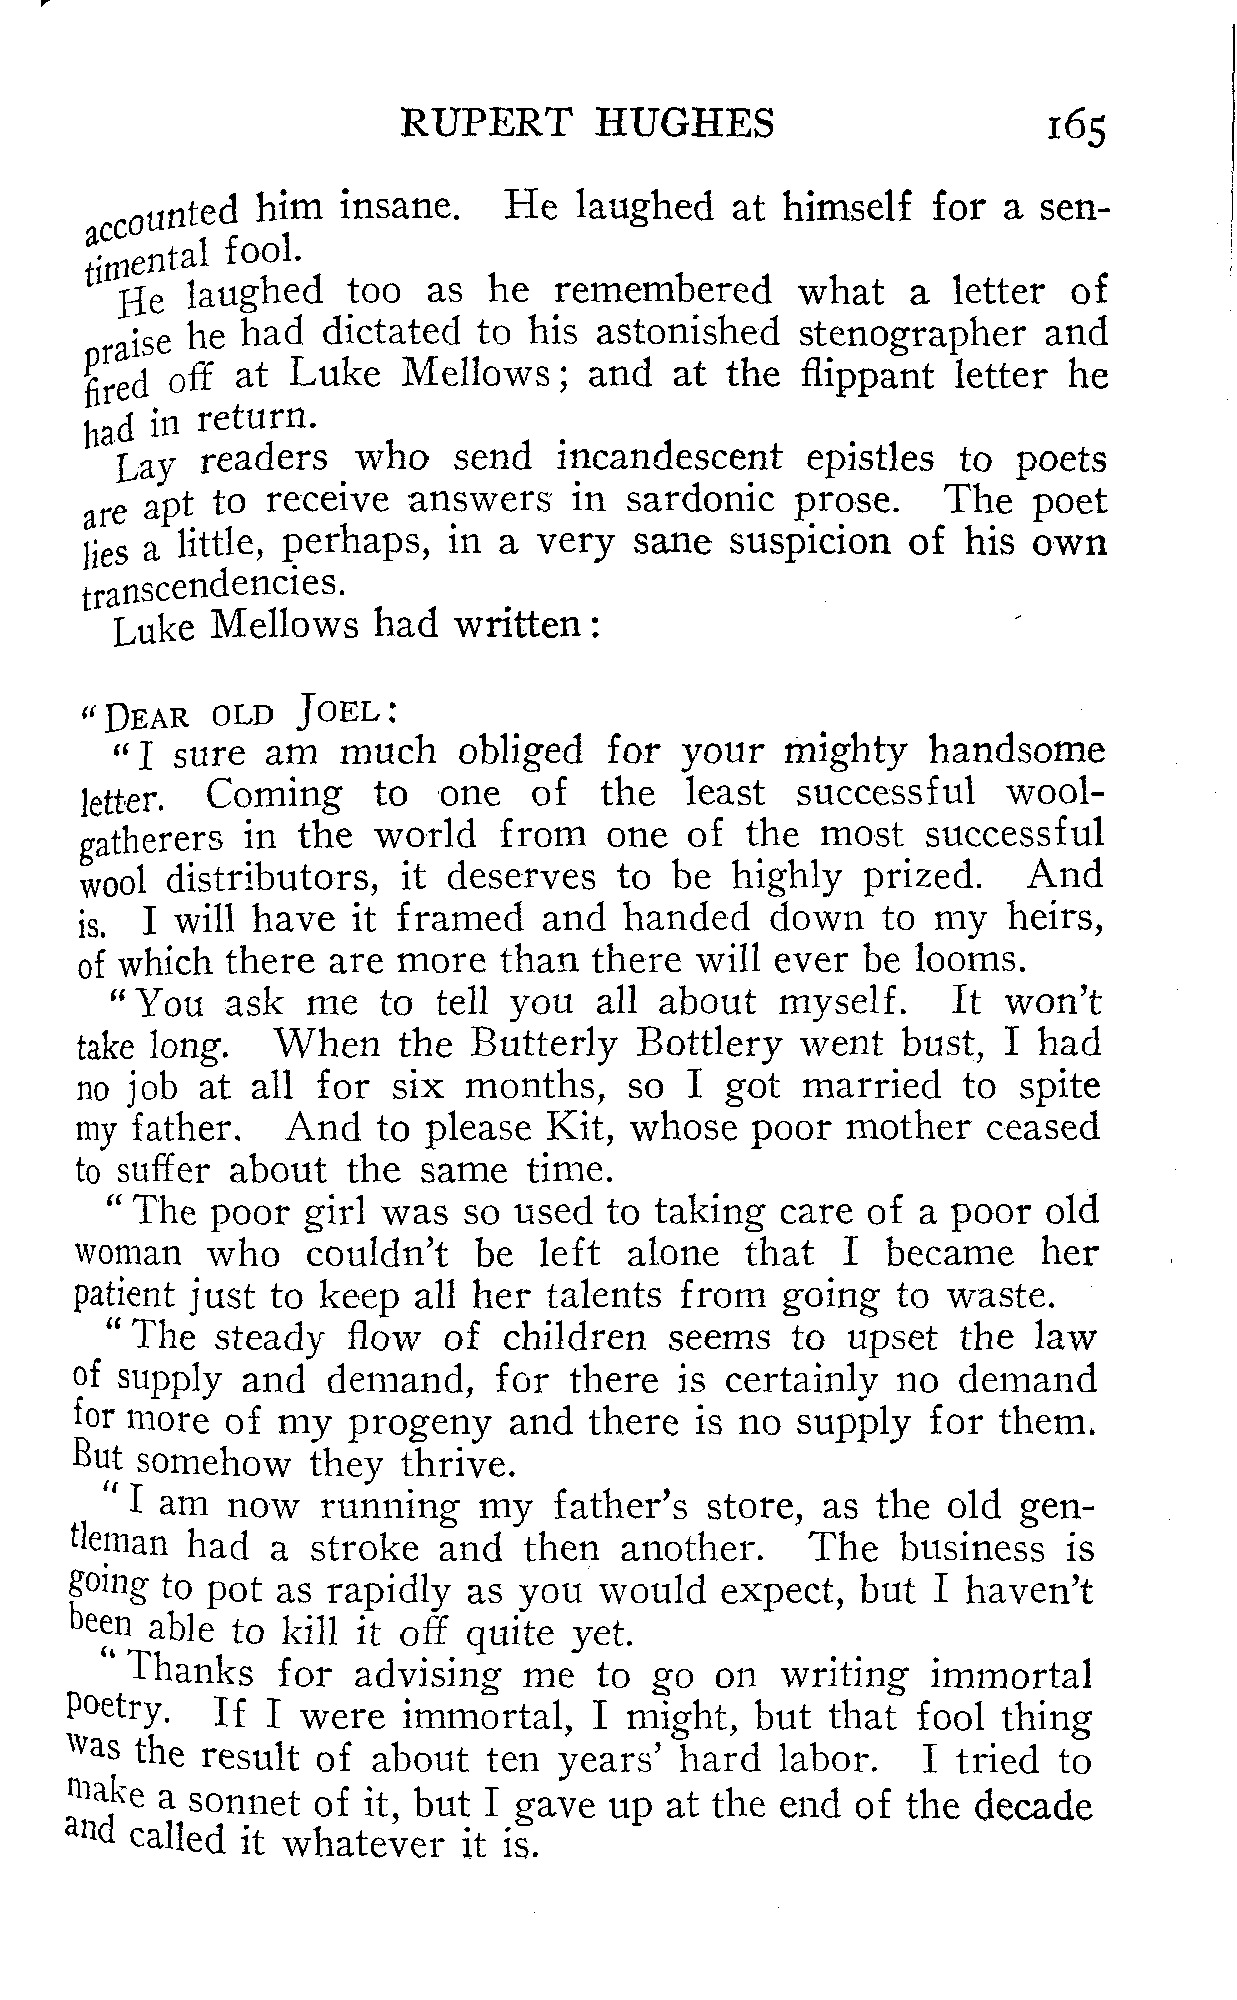 RUPERT HUGHES 165
accounted him insane. He laughed at himself for a sen-
timental fool.
He laughed too as he remembered what a letter of
praise he had dictated to his astonished stenographer and
fired off at Luke Mellows; and at the flippant letter he
had in return.
Lay readers who send incandescent epistles to poets
are apt to receive answers in sardonic prose. The poet
lies a little, perhaps, in a very sane suspicion of his own
transcendencies.
Luke Mellows had written:
"DEAR OLD JOEL:
"I sure am much obliged for your mighty handsome
letter. Coming to one of the least successful wool-
gatherers in the world from one of the most successful
wool distributors, it deserves to be highly prized. And
is. I will have it framed and handed down to my heirs,
of which there are more than there will ever be looms.
"You ask me to tell you all about myself. It won't
take long. When the Butterly Bottlery went bust, I had
no job at all for six months, so I got married to spite
my father. And to please Kit, whose poor mother ceased
to suffer about the same time.
"The poor girl was so used to taking care of a poor old
woman who couldn't be left alone that I became her
patient just to keep all her talents from going to waste.
"The steady flow of children seems to upset the law
of supply and demand, for there is certainly no demand
for more of my progeny and there is no supply for them.
But somehow they thrive.
"I am now running my father's store, as the old gen-
tleman had a stroke and then another. The business is
going to pot as rapidly as you would expect, but I haven't
been able to kill it off quite yet.
"Thanks for advising me to go on writing immortal
poetry. If I were immortal, I might, but that fool thing
was the result of about ten years' hard labor. I tried to
make a sonnet of it, but I gave up at the end of the decade
and called it whatever it is.